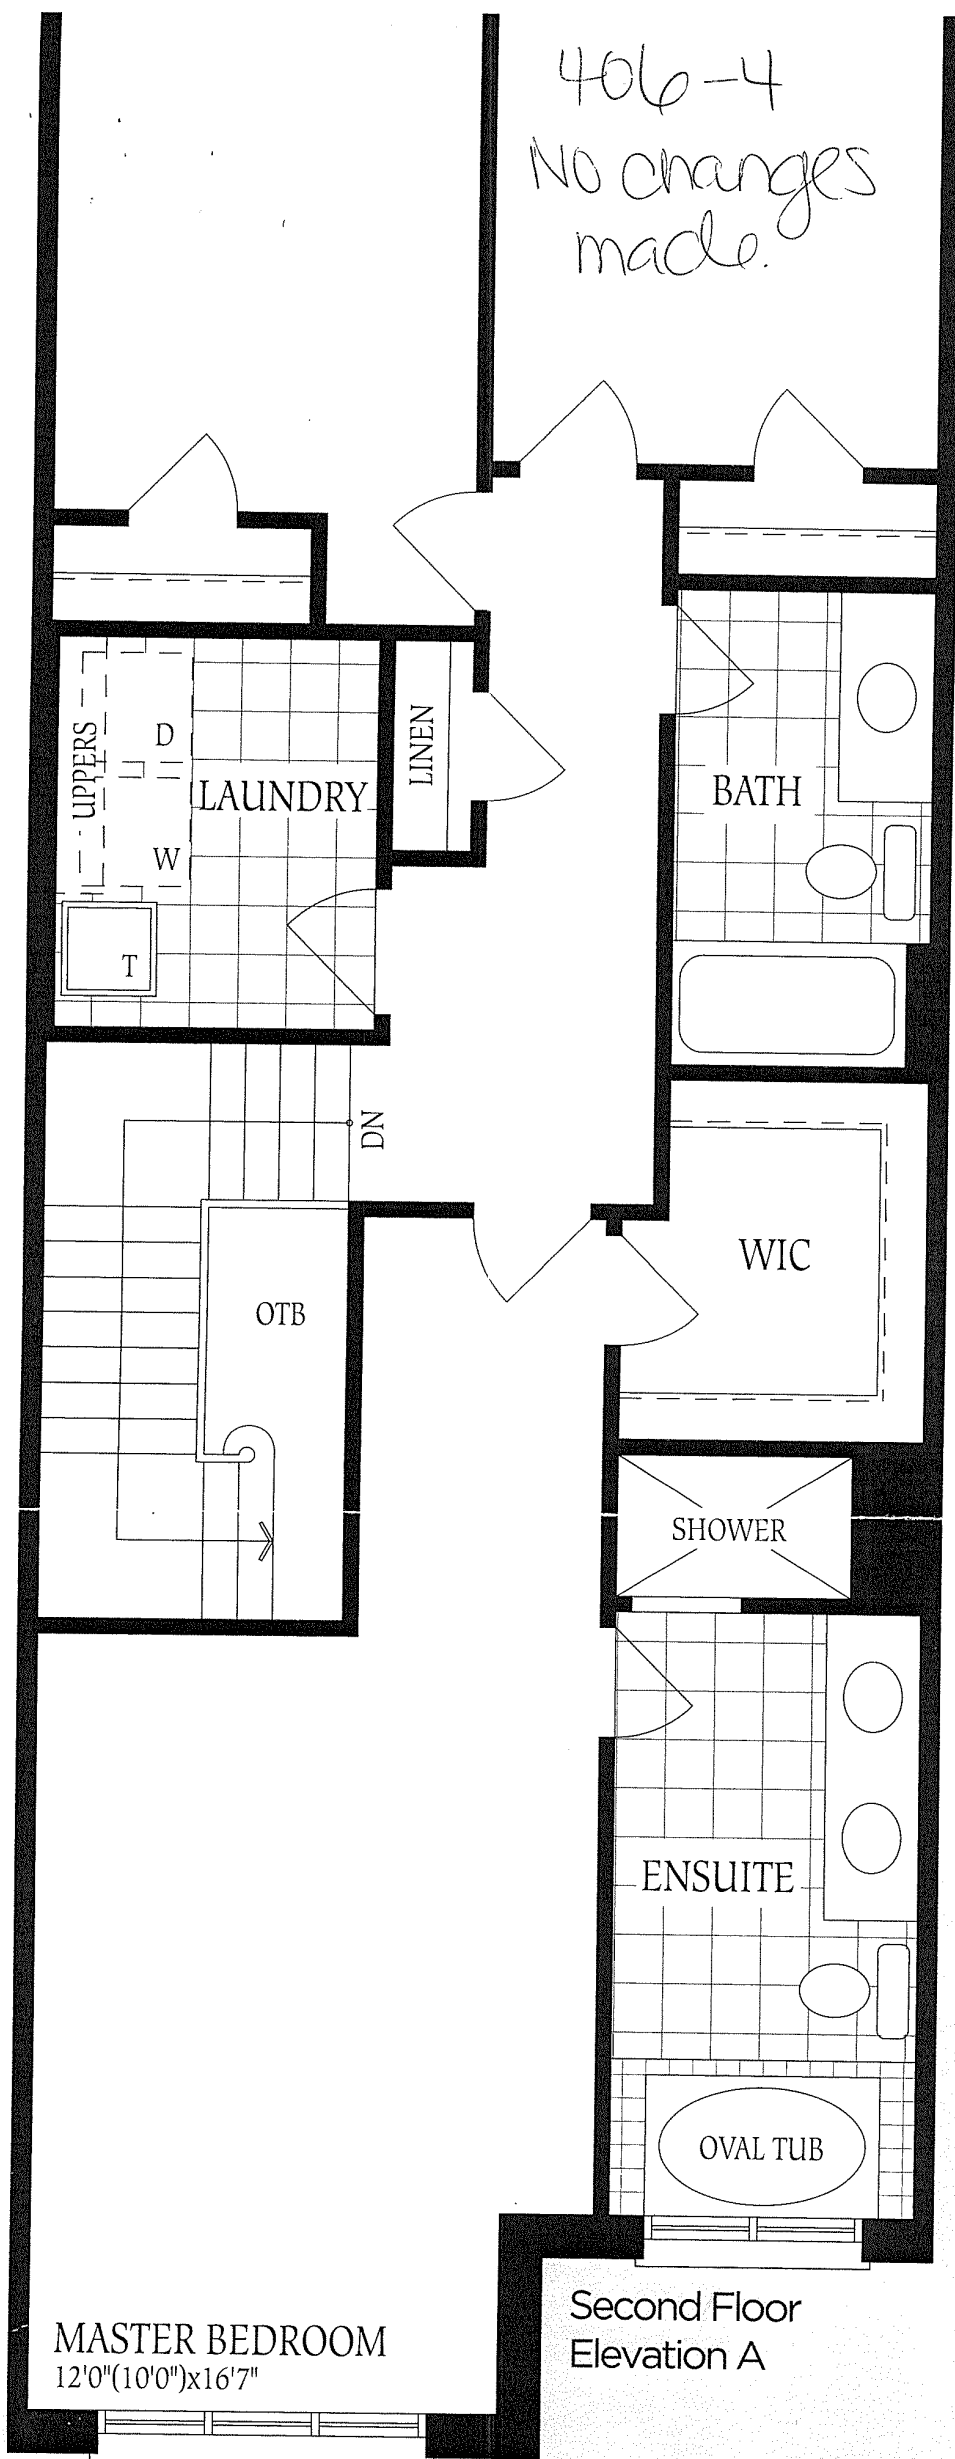 406-4
No changes
made.
UPPERS
D
LAUNDRY
W
T
LINEN
BATH
DN
WIC
OTB
SHOWER
ENSUITE
OVAL TUB
MASTER BEDROOM
12'0"(10'0")x16'7"
Second Floor
Elevation A